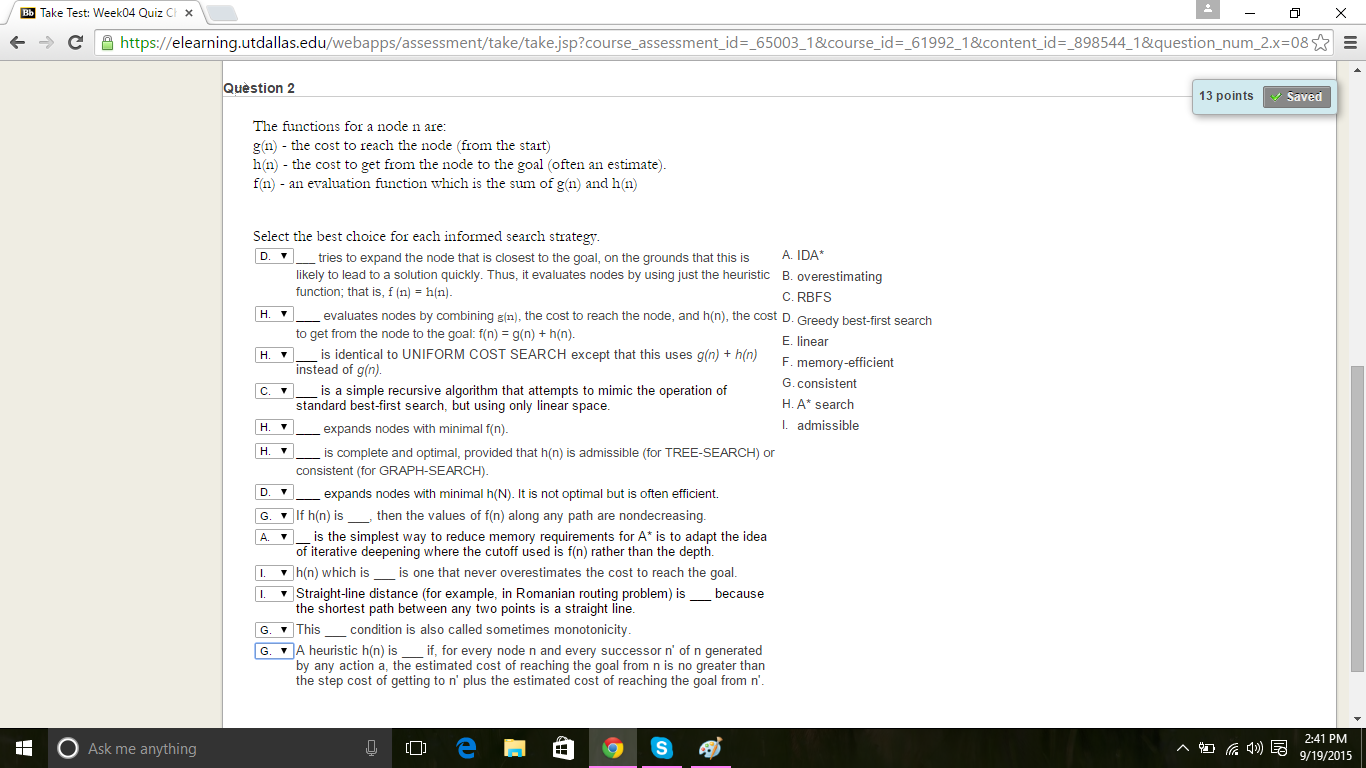 Bb Take Test: Week04 Quiz Ch
https://elearning.utdallas.edu/webapps/assessment/take/take.jsp?course_assessment_id=_65003_1&course_id=_61992_1&content_id=_898544_1&question_num_2.x=08
Question 2
13 points Saved
The functions for a node n are:
g(n) - the cost to reach the node (from the start)
h(n) - the cost to get from the node to the goal (often an estimate).
f(n) - an evaluation function which is the sum of g(n) and h(n)
Select the best choice for each informed search strategy.
D. ___ tries to expand the node that is closest to the goal, on the grounds that this is
likely to lead to a solution quickly. Thus, it evaluates nodes by using just the heuristic
function; that is, f (n) = h(n).
H. ___ evaluates nodes by combining g(n), the cost to reach the node, and h(n), the cost
to get from the node to the goal: f(n) = g(n) + h(n).
H. ___ is identical to UNIFORM COST SEARCH except that this uses g(n) + h(n)
instead of g(n).
C. ___ is a simple recursive algorithm that attempts to mimic the operation of
standard best-first search, but using only linear space.
H. ___ expands nodes with minimal f(n).
H. ___ is complete and optimal, provided that h(n) is admissible (for TREE-SEARCH) or
consistent (for GRAPH-SEARCH).
D. ___ expands nodes with minimal h(N). It is not optimal but is often efficient.
G. If h(n) is ___, then the values of f(n) along any path are nondecreasing.
A. __ is the simplest way to reduce memory requirements for A* is to adapt the idea
of iterative deepening where the cutoff used is f(n) rather than the depth.
I. h(n) which is ___ is one that never overestimates the cost to reach the goal.
I. Straight-line distance (for example, in Romanian routing problem) is ___ because
the shortest path between any two points is a straight line.
G. This ___ condition is also called sometimes monotonicity.
G. A heuristic h(n) is ___ if, for every node n and every successor n' of n generated
by any action a, the estimated cost of reaching the goal from n is no greater than
the step cost of getting to n' plus the estimated cost of reaching the goal from n'.
A. IDA*
B. overestimating
C. RBFS
D. Greedy best-first search
E. linear
F. memory-efficient
G. consistent
H. A* search
I. admissible
Ask me anything
2:41 PM
9/19/2015